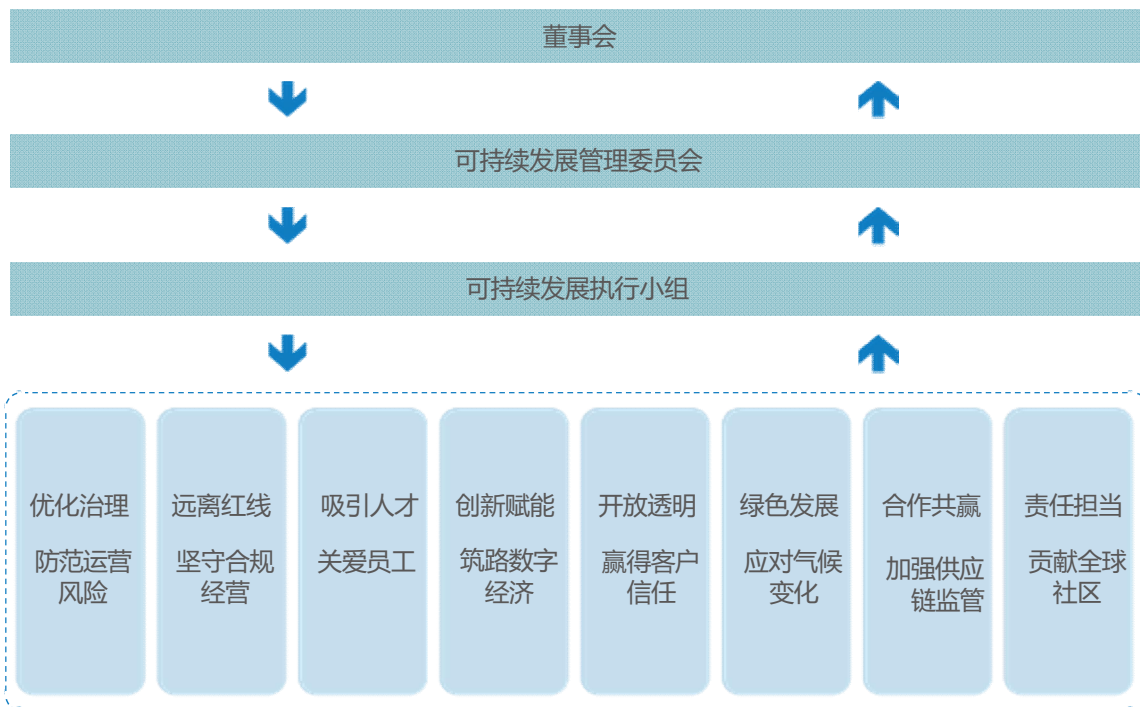 董事会
可持续发展管理委员会
可持续发展执行小组
优化治理
防范运营
风险
远离红线
坚守合规
经营
吸引人才
关爱员工
创新赋能
筑路数字
经济
开放透明
赢得客户
信任
绿色发展
应对气候
变化
合作共赢
加强供应
链监管
责任担当
贡献全球
社区